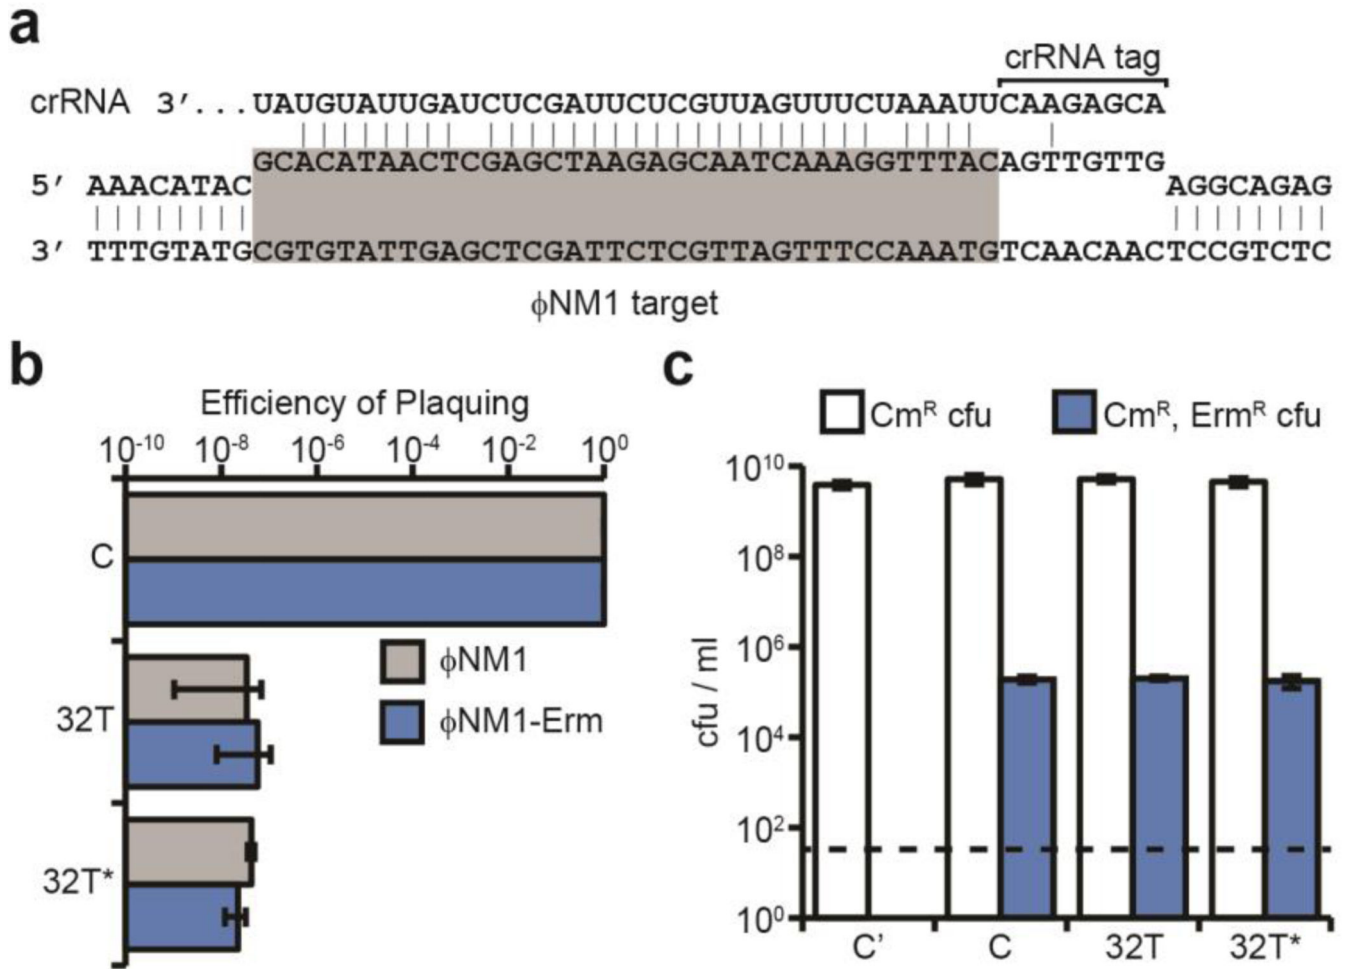 a
crRNA tag
crRNA 3′...UAUGUAUUGAUCUCGAUUCUCGUUAGUUUCUAAAUUCAAGAGCA
GCACATAACTCGAGCTAAGAGCAATCAAAGGTTTACAGTTGTTG
5′ AAACATAC AGGCAGAG
3′ TTTGTATGCGTGTATTGAGCTCGATTCTCGTTAGTTTCCAAATGTCAACAACTCCGTCTC
ϕNM1 target
b
Efficiency of Plaquing
10-10 10-8 10-6 10-4 10-2 100
C
32T
32T*
ϕNM1
ϕNM1-Erm
c
CmR cfu
CmR, ErmR cfu
cfu / ml
1010
108
106
104
102
100
C’ C 32T 32T*